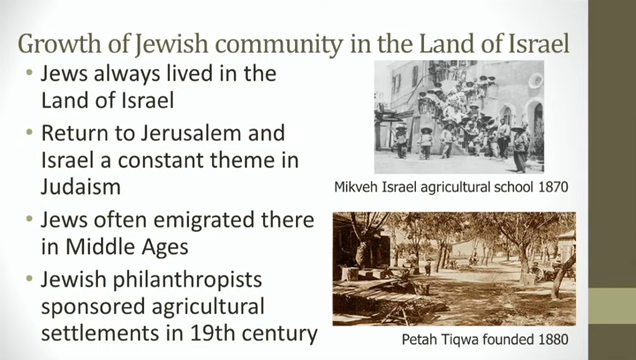 Growth of Jewish community in the Land of Israel
Jews always lived in the
Land of Israel
Return to Jerusalem and
Israel a constant theme in
Judaism
Jews often emigrated there
in Middle Ages
Jewish philanthropists
sponsored agricultural
settlements in 19th century
Mikveh Israel agricultural school 1870
Petah Tiqwa founded 1880